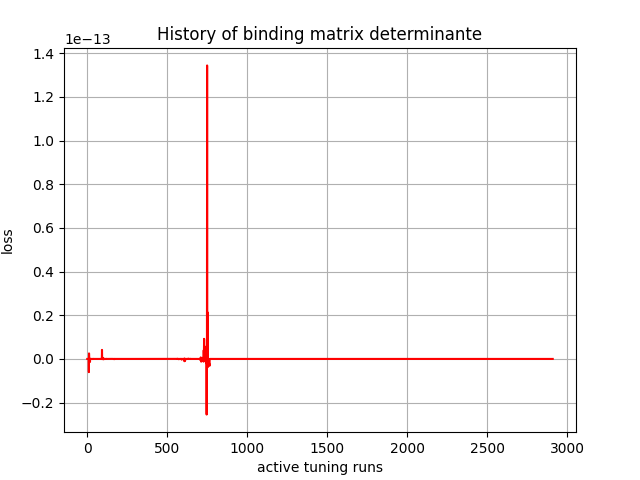 History of binding matrix determinante
1e−13
1.4
1.2
1.0
0.8
0.6
0.4
0.2
0.0
−0.2
loss
0 500 1000 1500 2000 2500 3000
active tuning runs